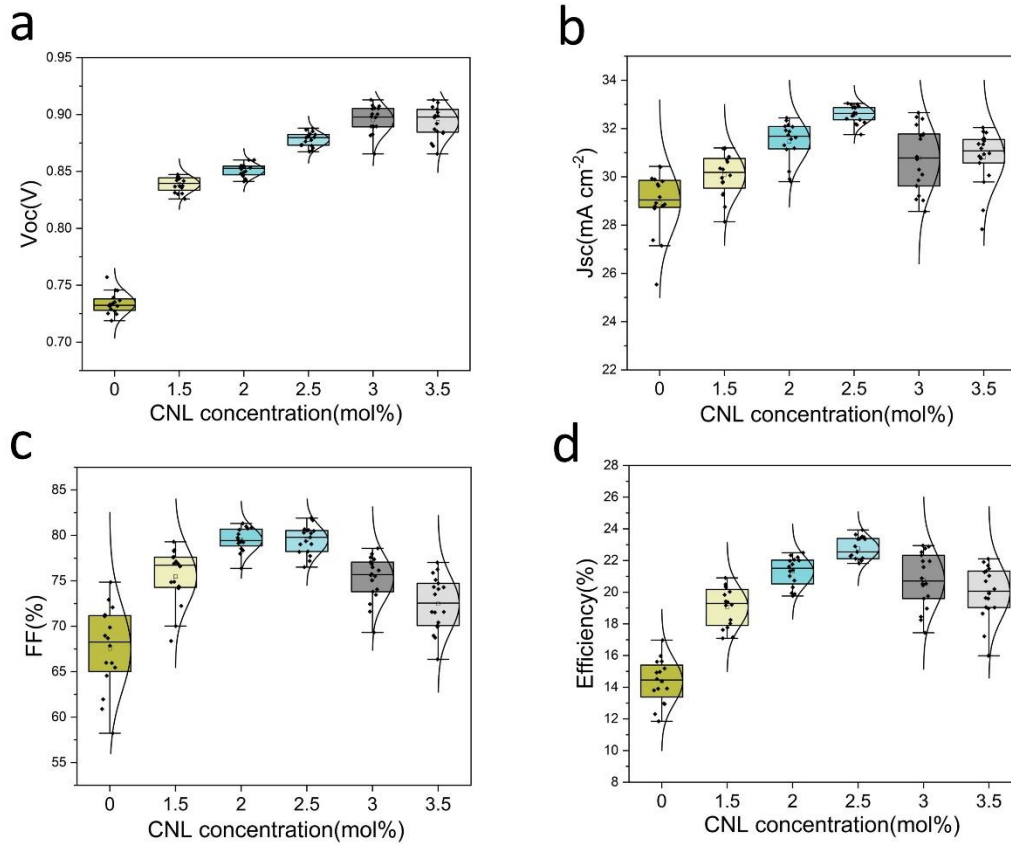 a
0.95
0.90
0.85
0.80
0.75
0.70
Voc(V)
0 1.5 2 2.5 3 3.5
CNL concentration(mol%)
b
34
32
30
28
26
24
22
Jsc(mA cm⁻²)
0 1.5 2 2.5 3 3.5
CNL concentration(mol%)
c
85
80
75
70
65
60
55
FF(%)
0 1.5 2 2.5 3 3.5
CNL concentration(mol%)
d
28
26
24
22
20
18
16
14
12
10
8
Efficiency(%)
0 1.5 2 2.5 3 3.5
CNL concentration(mol%)